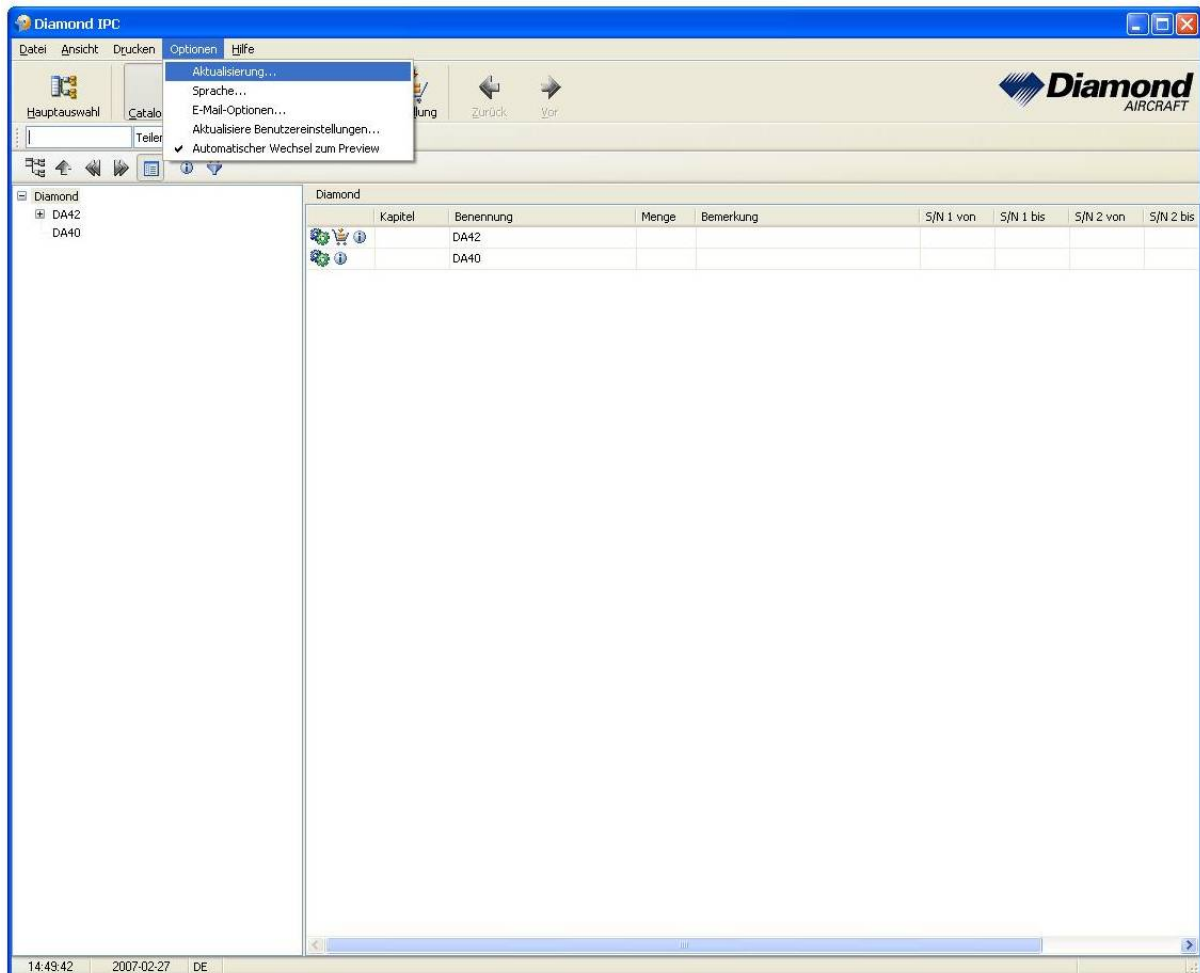 Diamond IPC
Datei Ansicht Drucken Optionen Hilfe
Aktualisierung...
Sprache...
E-Mail-Optionen...
Aktualisiere Benutzereinstellungen...
✔ Automatischer Wechsel zum Preview
Hauptauswahl Catalo lung Zurück Vor
Diamond
AIRCRAFT
Teiler
Diamond
DA42
DA40
Diamond
Kapitel Benennung Menge Bemerkung S/N 1 von S/N 1 bis S/N 2 von S/N 2 bis
DA42
DA40
14:49:42 2007-02-27 DE